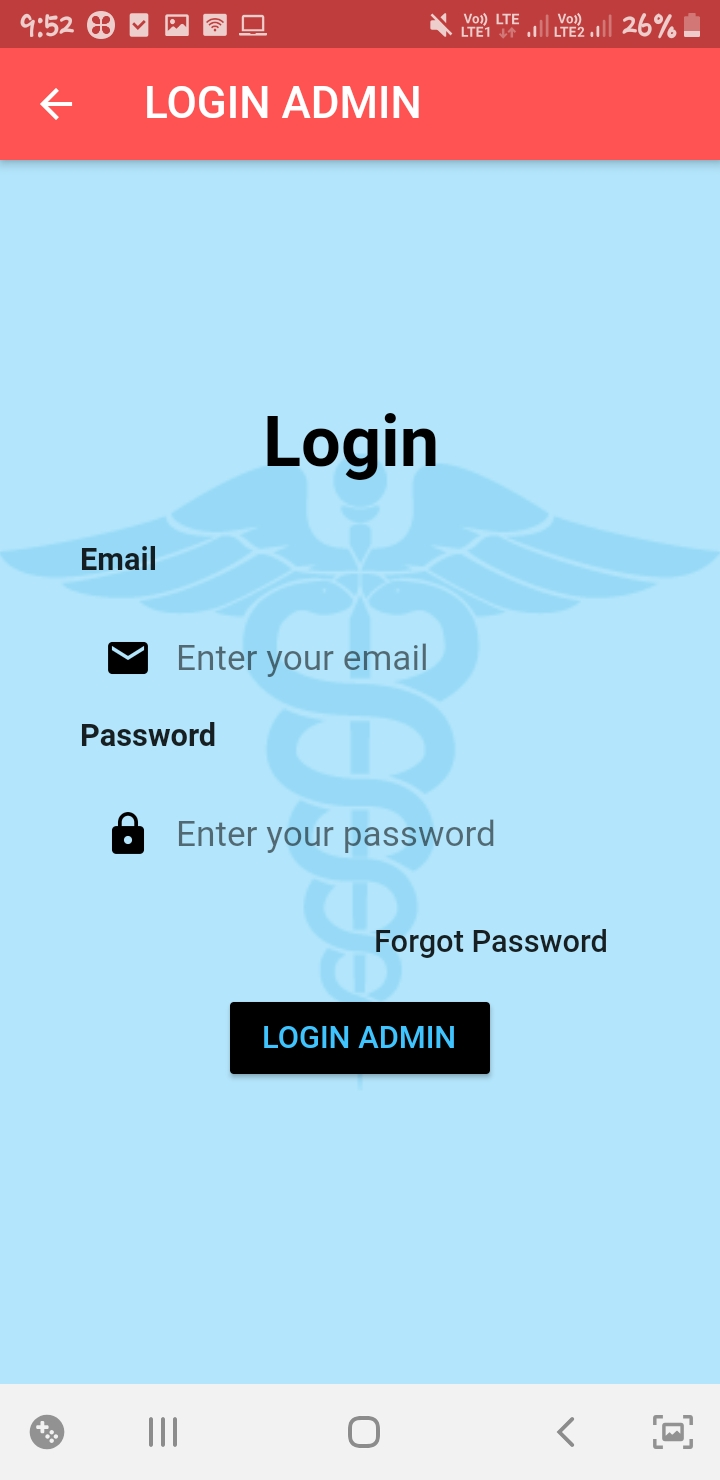 9:52 Vo)) LTE1 LTE Vo)) LTE2 26%
LOGIN ADMIN
Login
Email
Enter your email
Password
Enter your password
Forgot Password
LOGIN ADMIN